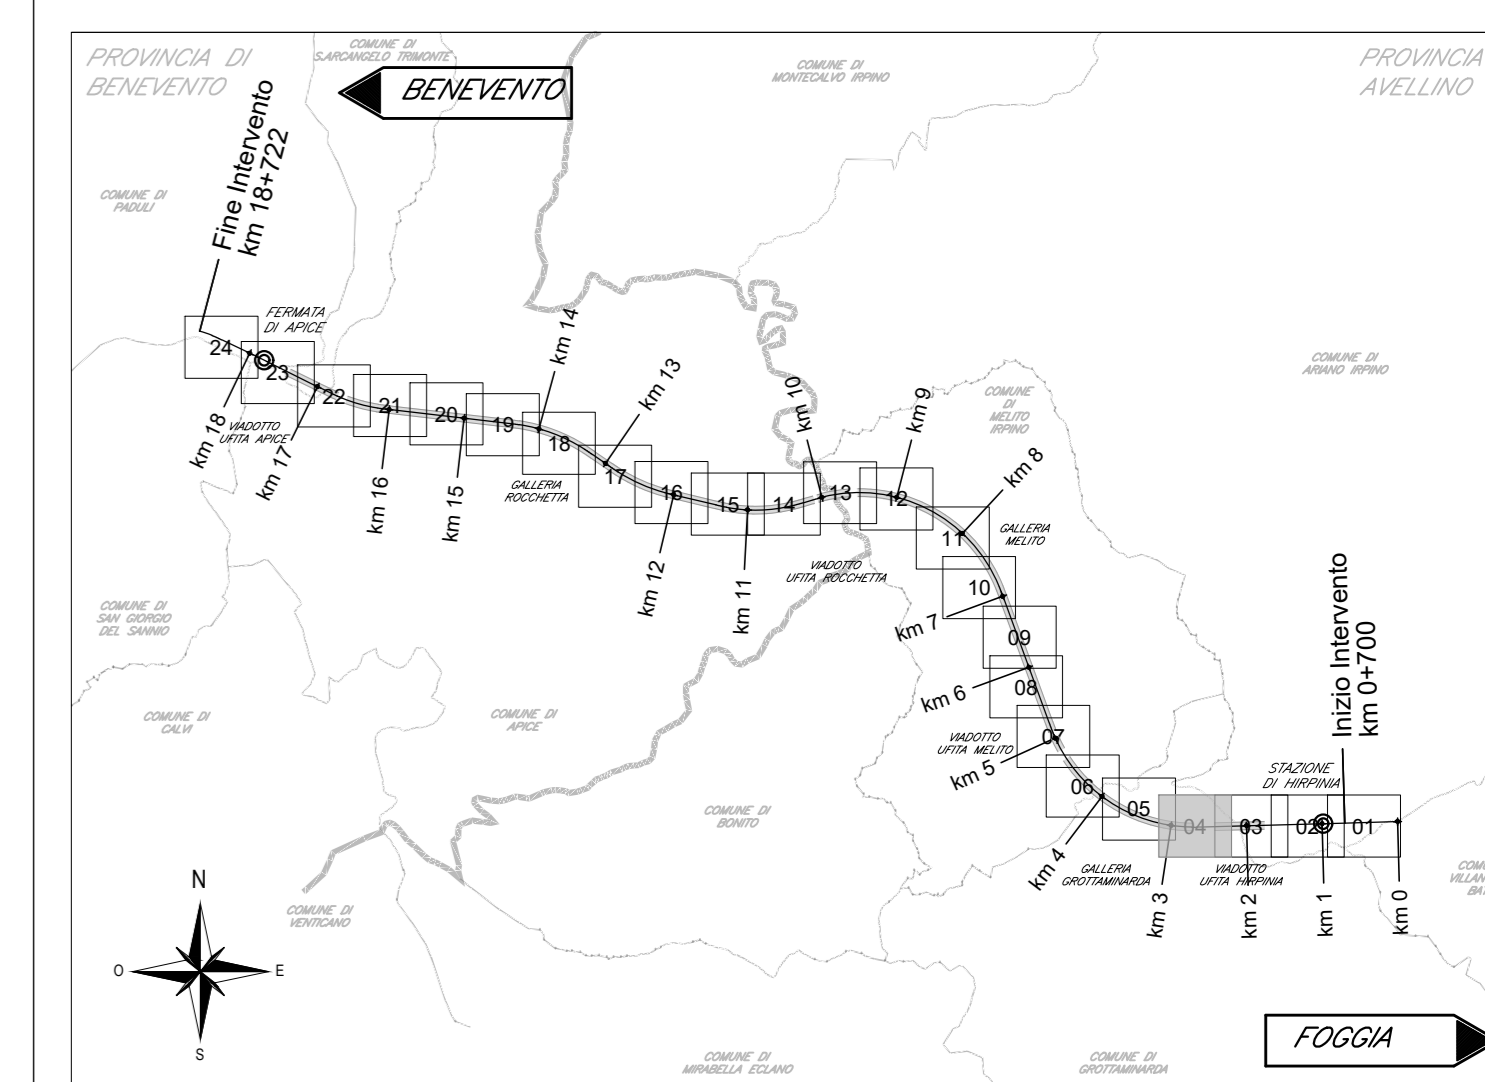 PROVINCIA DI
BENEVENTO
COMUNE DI
S.ARCANGELO TRIMONTE
BENEVENTO
COMUNE DI
MONTECALVO IRPINO
PROVINCIA
AVELLINO
Fine Intervento
km 18+722
COMUNE DI
PADULI
FERMATA
DI APICE
24
23
22
21
20
19
18
17
16
15
14
13
12
11
10
09
08
07
06
05
04
03
02
01
km 18
km 17
km 16
km 15
km 14
km 13
km 12
km 11
km 10
km 9
km 8
km 7
km 6
km 5
km 4
km 3
km 2
km 1
km 0
VIADOTTO
UFITA APICE
GALLERIA
ROCCHETTA
VIADOTTO
UFITA ROCCHETTA
GALLERIA
MELITO
COMUNE
DI
MELITO
IRPINO
COMUNE DI
ARIANO IRPINO
Inizio Intervento
km 0+700
COMUNE DI
SAN GIORGIO
DEL SANNIO
COMUNE DI
CALVI
COMUNE DI
APICE
VIADOTTO
UFITA MELITO
STAZIONE
DI HIRPINIA
COMUNE DI
BONITO
GALLERIA
GROTTAMINARDA
VIADOTTO
UFITA HIRPINIA
COMUNE DI
VENTICANO
N
O
E
S
FOGGIA
COMUNE DI
MIRABELLA ECLANO
COMUNE DI
GROTTAMINARDA